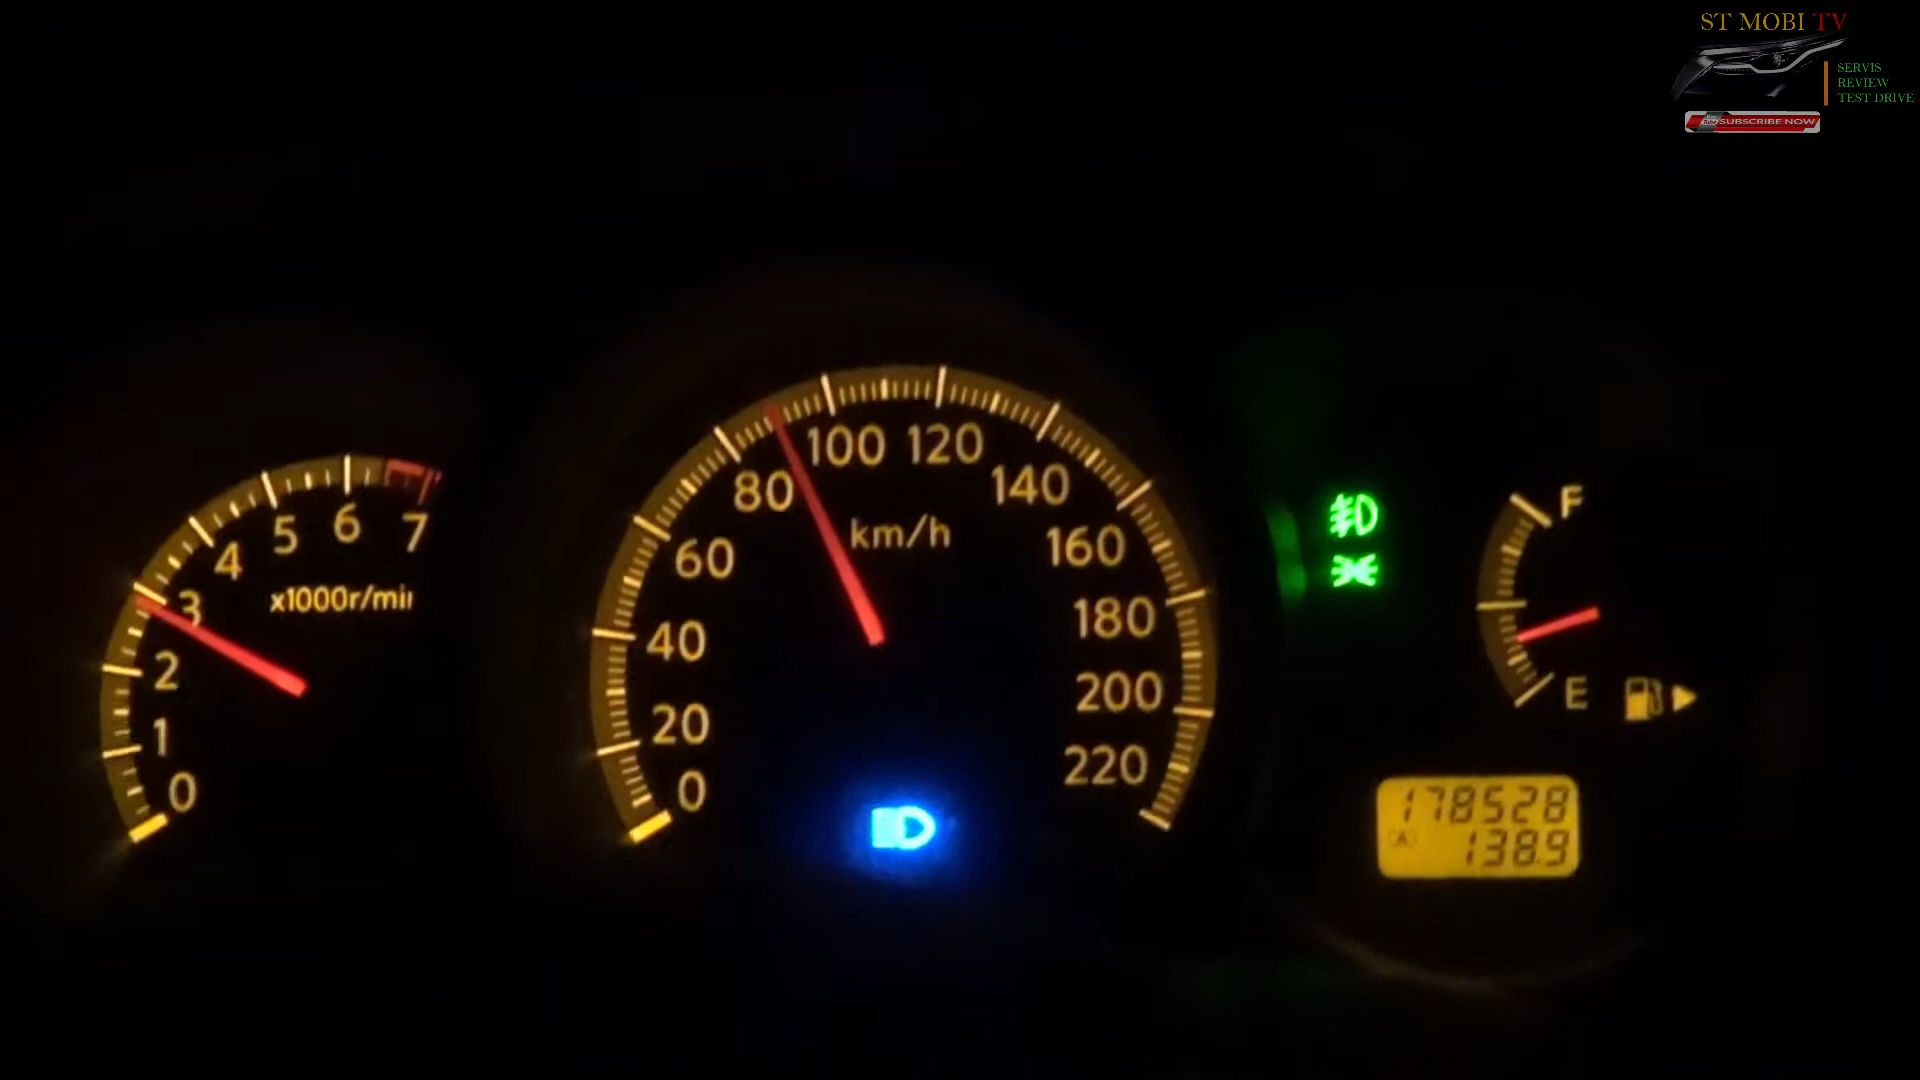 ST MOBI TV
SERVIS
REVIEW
TEST DRIVE
SUBSCRIBE NOW
0
1
2
3
4
5
6
7
x1000r/min
0
20
40
60
80
100
120
140
160
180
200
220
km/h
F
E
178528
A 138.9